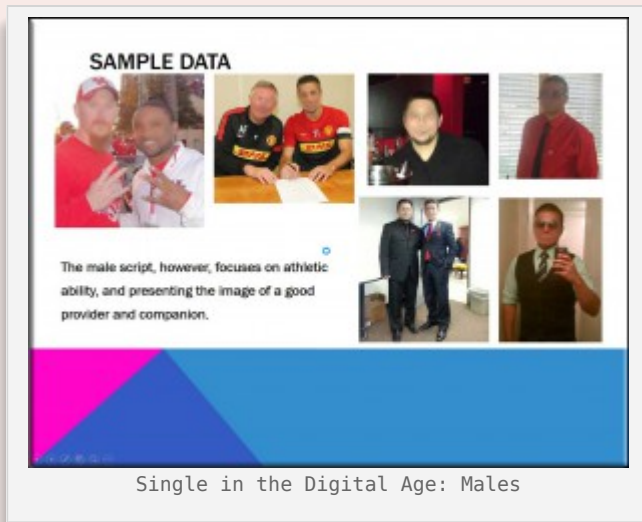 SAMPLE DATA
The male script, however, focuses on athletic
ability, and presenting the image of a good
provider and companion.
Single in the Digital Age: Males